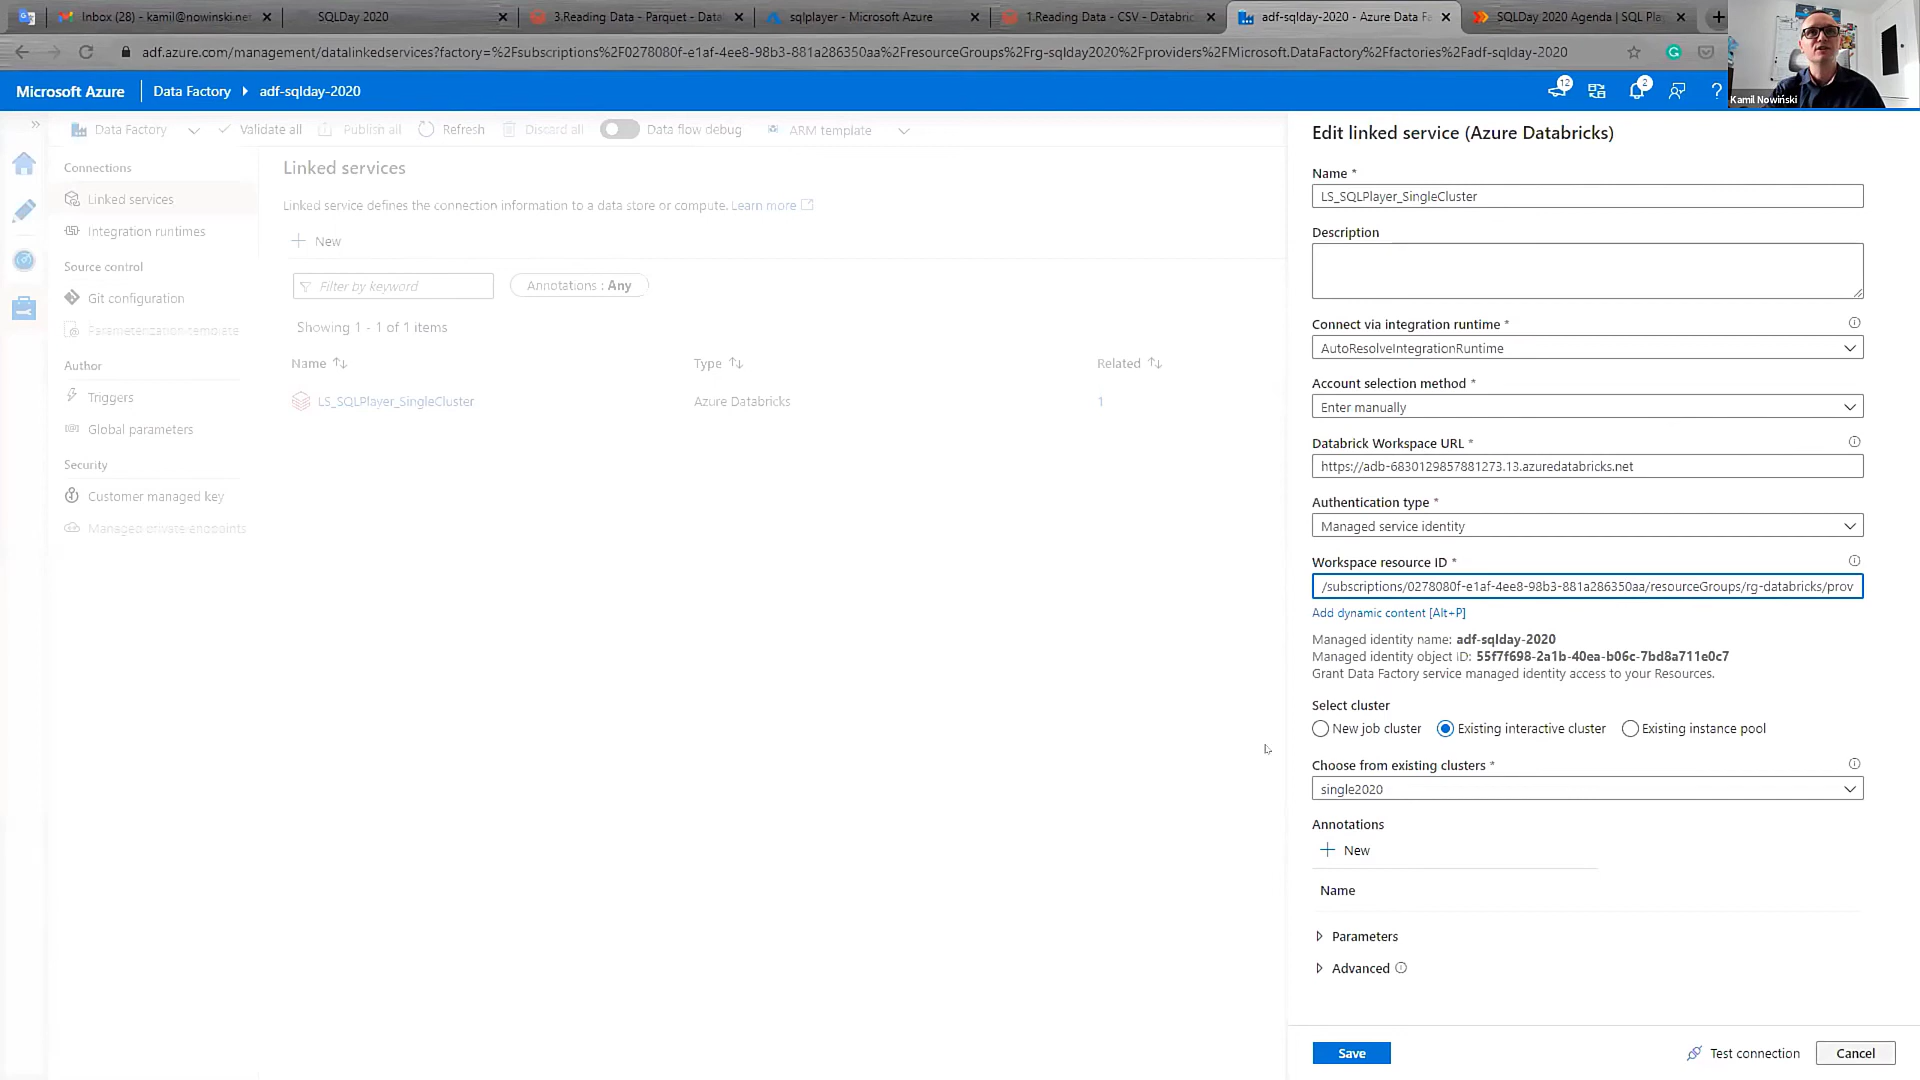 Inbox (28) - kamil@nowinski.net
SQLDay 2020
3.Reading Data - Parquet - Data
sqlplayer - Microsoft Azure
1.Reading Data - CSV - Databric
adf-sqlday-2020 - Azure Data Fa
SQLDay 2020 Agenda | SQL Pla
adf.azure.com/management/datalinkedservices?factory=%2Fsubscriptions%2F0278080f-e1af-4ee8-98b3-881a286350aa%2FresourceGroups%2Frg-sqlday2020%2Fproviders%2FMicrosoft.DataFactory%2Ffactories%2Fadf-sqlday-2020
Kamil Nowiński
Microsoft Azure
Data Factory
adf-sqlday-2020
12
2
?
Data Factory
Validate all
Publish all
Refresh
Discard all
Data flow debug
ARM template
Connections
Linked services
Integration runtimes
Source control
Git configuration
Parameterization template
Author
Triggers
Global parameters
Security
Customer managed key
Managed private endpoints
Linked services
Linked service defines the connection information to a data store or compute. Learn more
New
Filter by keyword
Annotations : Any
Showing 1 - 1 of 1 items
Name
Type
Related
LS_SQLPlayer_SingleCluster
Azure Databricks
1
Edit linked service (Azure Databricks)
Name *
LS_SQLPlayer_SingleCluster
Description
Connect via integration runtime *
AutoResolveIntegrationRuntime
Account selection method *
Enter manually
Databrick Workspace URL *
https://adb-6830129857881273.13.azuredatabricks.net
Authentication type *
Managed service identity
Workspace resource ID *
/subscriptions/0278080f-e1af-4ee8-98b3-881a286350aa/resourceGroups/rg-databricks/prov
Add dynamic content [Alt+P]
Managed identity name: adf-sqlday-2020
Managed identity object ID: 55f7f698-2a1b-40ea-b06c-7bd8a711e0c7
Grant Data Factory service managed identity access to your Resources.
Select cluster
New job cluster
Existing interactive cluster
Existing instance pool
Choose from existing clusters *
single2020
Annotations
New
Name
Parameters
Advanced
Save
Test connection
Cancel